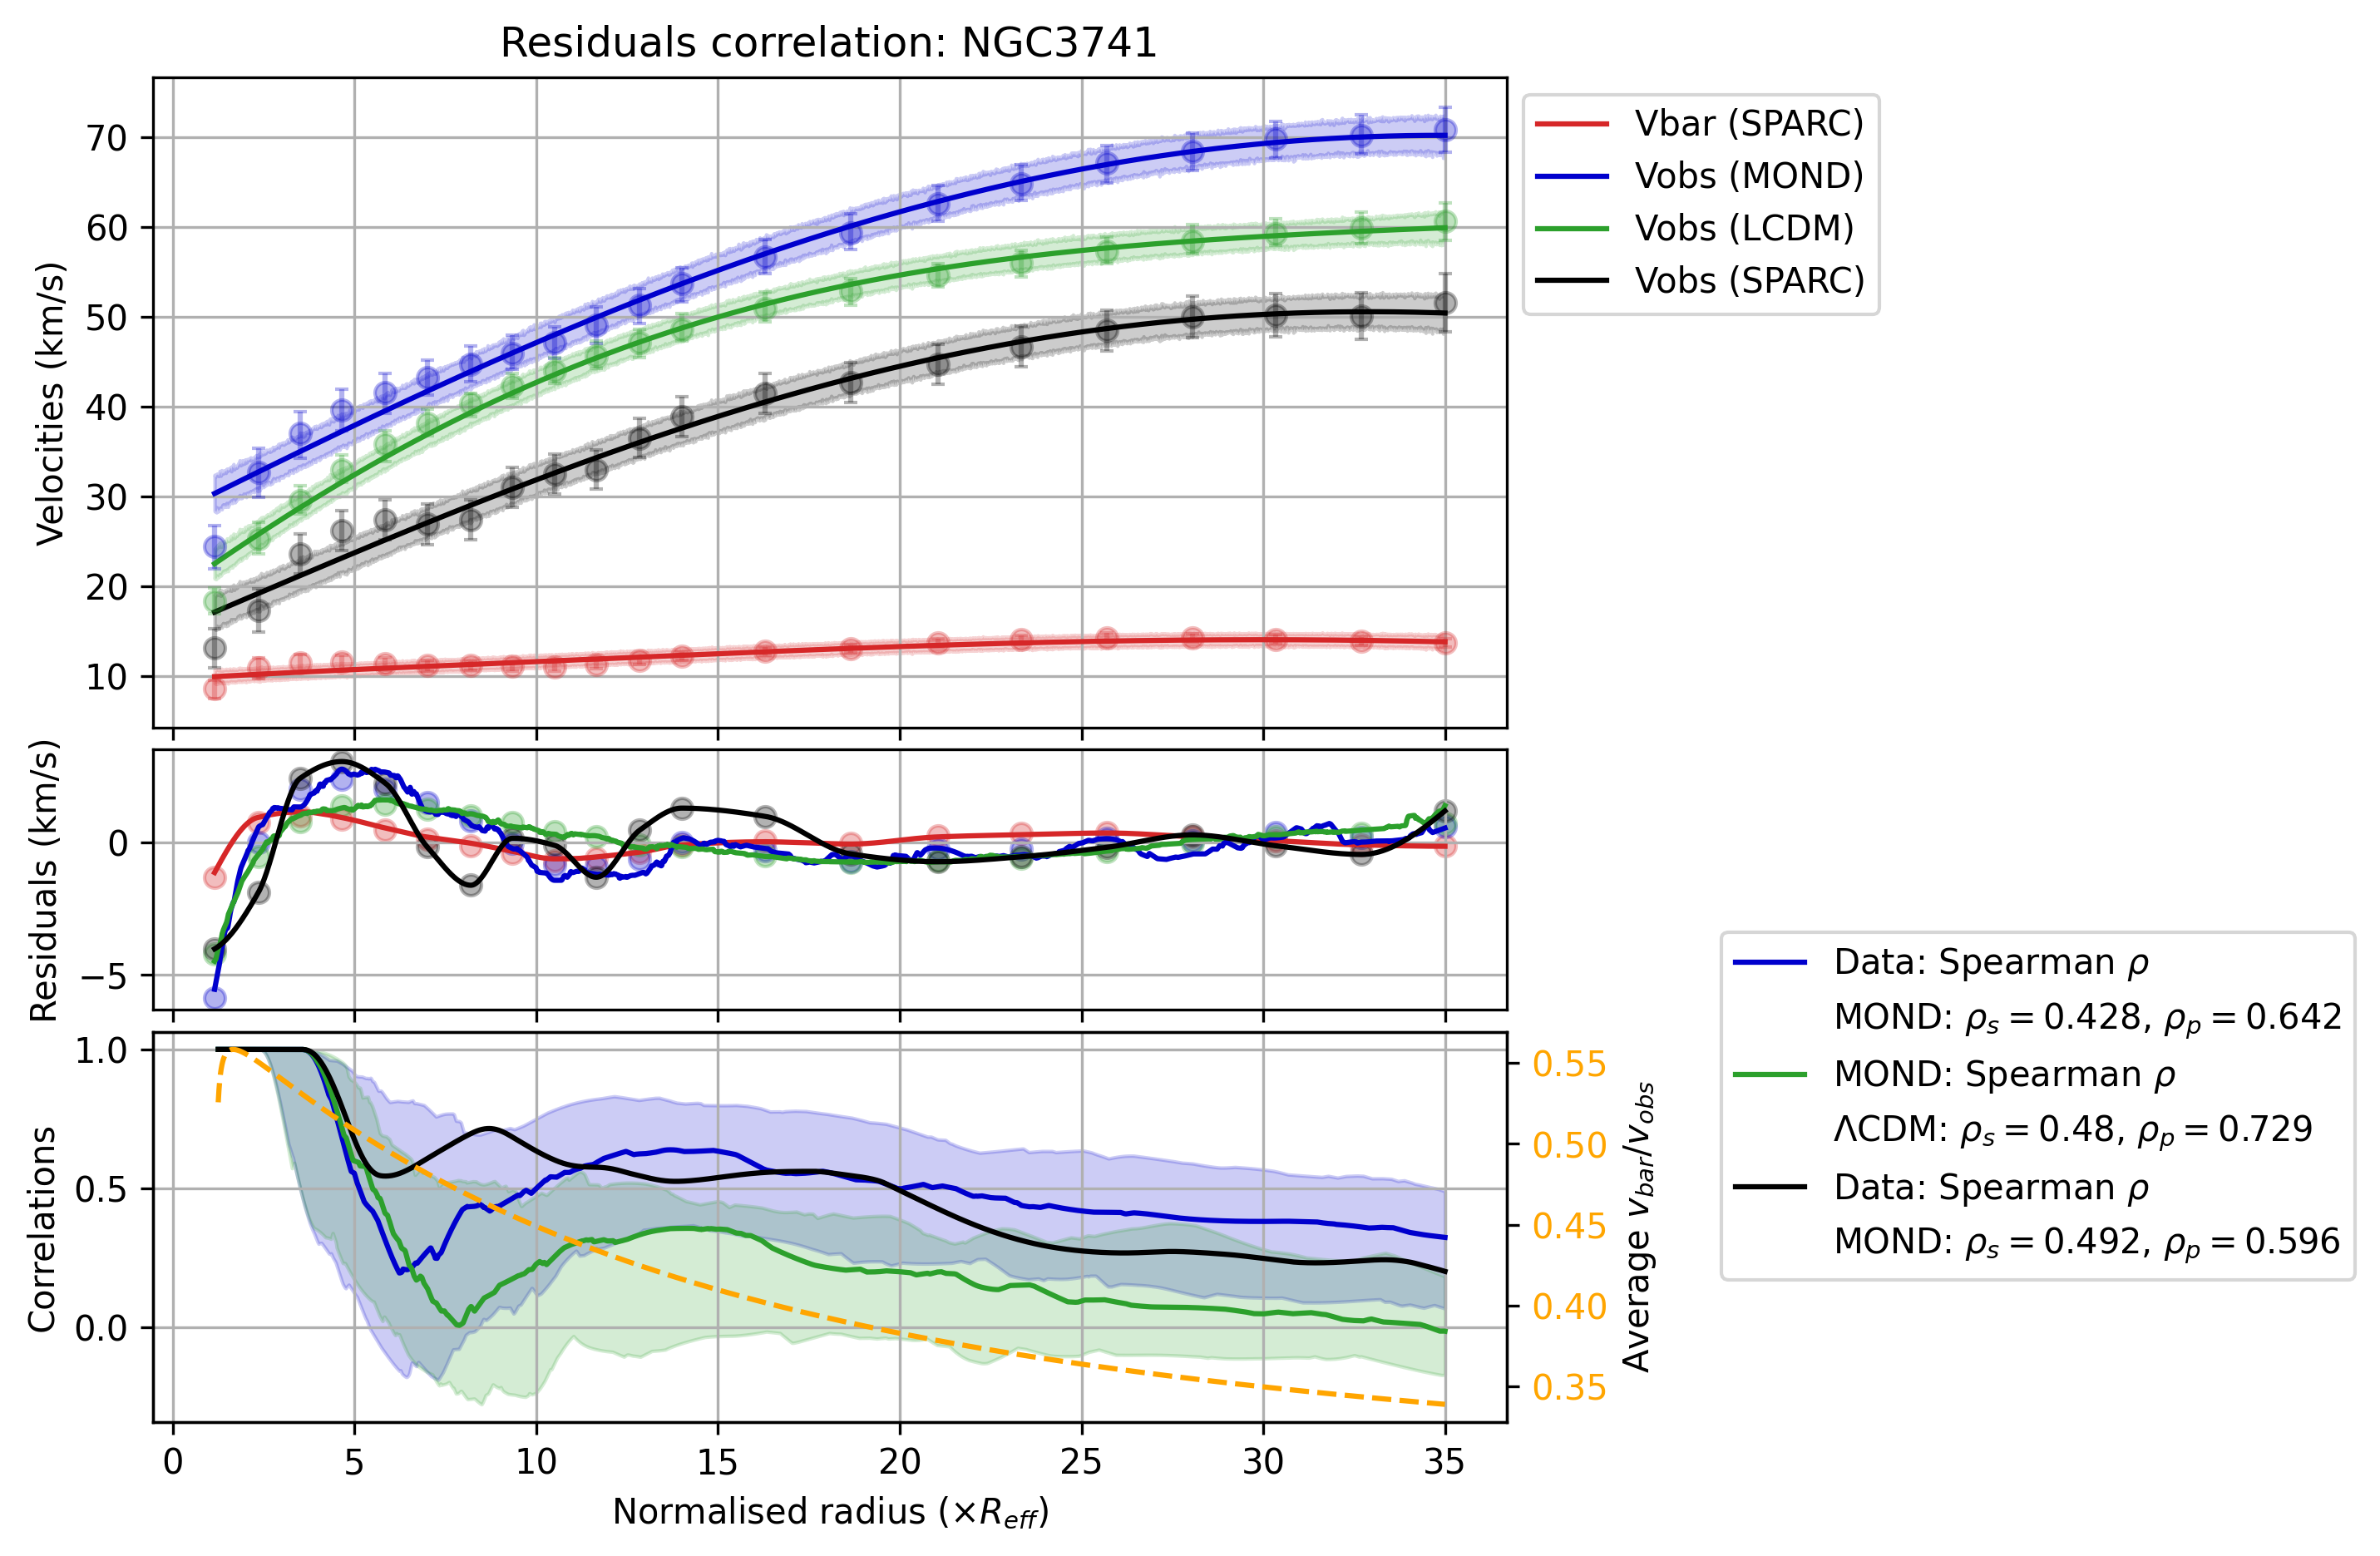 Residuals correlation: NGC3741
Velocities (km/s)
70
60
50
40
30
20
10
Vbar (SPARC)
Vobs (MOND)
Vobs (LCDM)
Vobs (SPARC)
Residuals (km/s)
0
−5
Correlations
1.0
0.5
0.0
0.55
0.50
0.45
0.40
0.35
Average v_bar/v_obs
Data: Spearman ρ
MOND: ρ_s = 0.428, ρ_p = 0.642
MOND: Spearman ρ
ΛCDM: ρ_s = 0.48, ρ_p = 0.729
Data: Spearman ρ
MOND: ρ_s = 0.492, ρ_p = 0.596
0 5 10 15 20 25 30 35
Normalised radius (×R_eff)